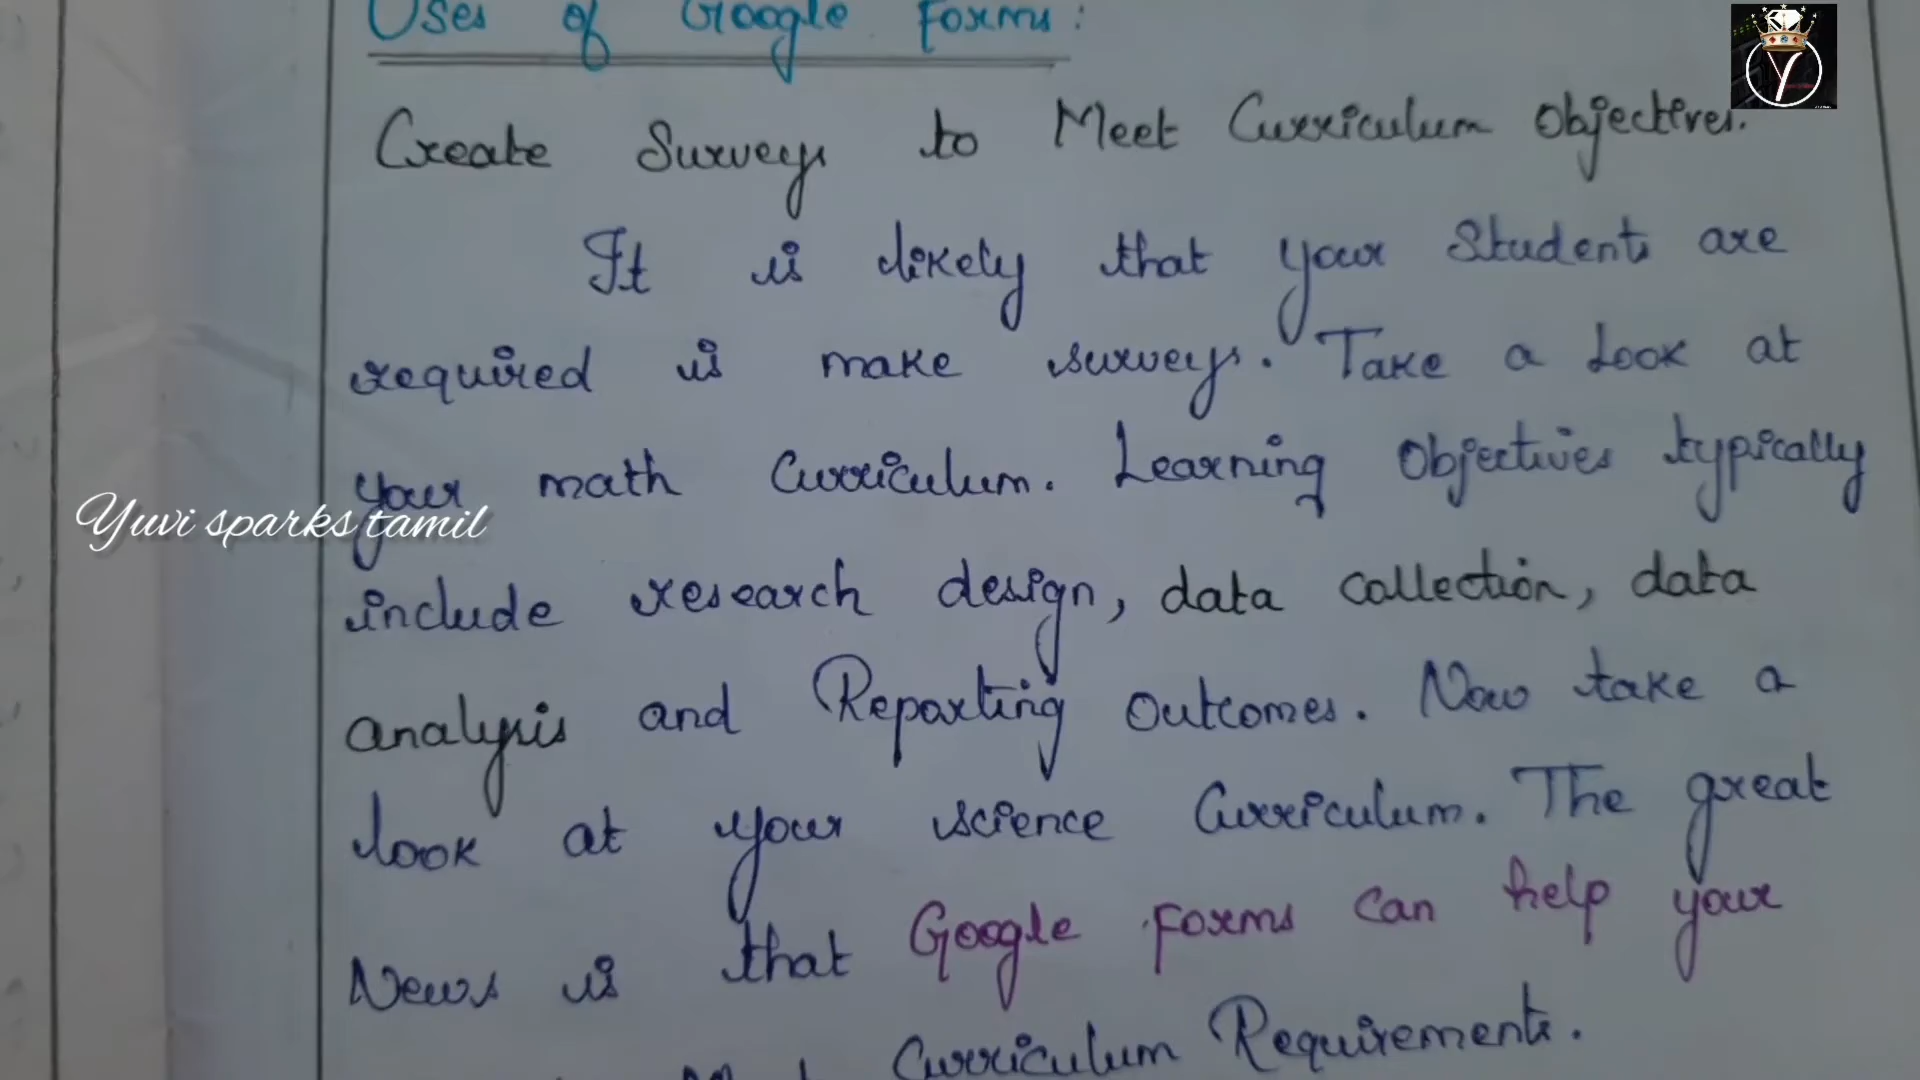 Uses of Google Forms:
Create Surveys to Meet Curriculum Objectives.
It is likely that your Students are
required is make surveys. Take a look at
your math Curriculum. Learning Objectives typically
Yuvi sparks tamil
include research design, data collection, data
analysis and Reporting Outcomes. Now take a
look at your science Curriculum. The great
News is that Google Forms can help your
Curriculum Requirements.